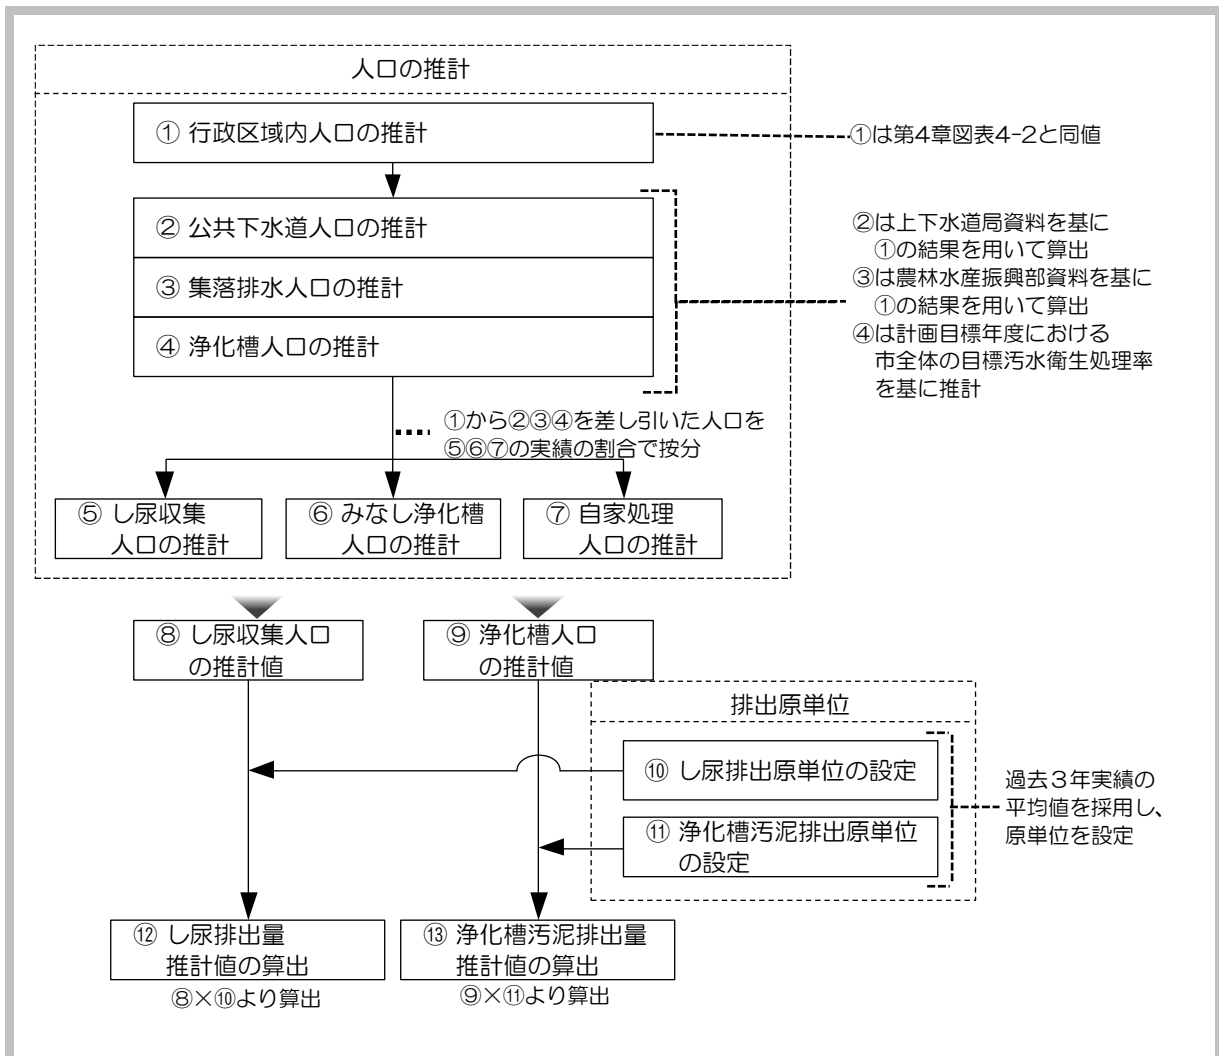 人口の推計
① 行政区域内人口の推計
①は第4章図表4-2と同値
② 公共下水道人口の推計
③ 集落排水人口の推計
④ 浄化槽人口の推計
②は上下水道局資料を基に
①の結果を用いて算出
③は農林水産振興部資料を基に
①の結果を用いて算出
④は計画目標年度における
市全体の目標汚水衛生処理率
を基に推計
①から②③④を差し引いた人口を
⑤⑥⑦の実績の割合で按分
⑤ し尿収集
人口の推計
⑥ みなし浄化槽
人口の推計
⑦ 自家処理
人口の推計
⑧ し尿収集人口
の推計値
⑨ 浄化槽人口
の推計値
排出原単位
⑩ し尿排出原単位の設定
⑪ 浄化槽汚泥排出原単位
の設定
過去3年実績の
平均値を採用し、
原単位を設定
⑫ し尿排出量
推計値の算出
⑧×⑩より算出
⑬ 浄化槽汚泥排出量
推計値の算出
⑨×⑪より算出